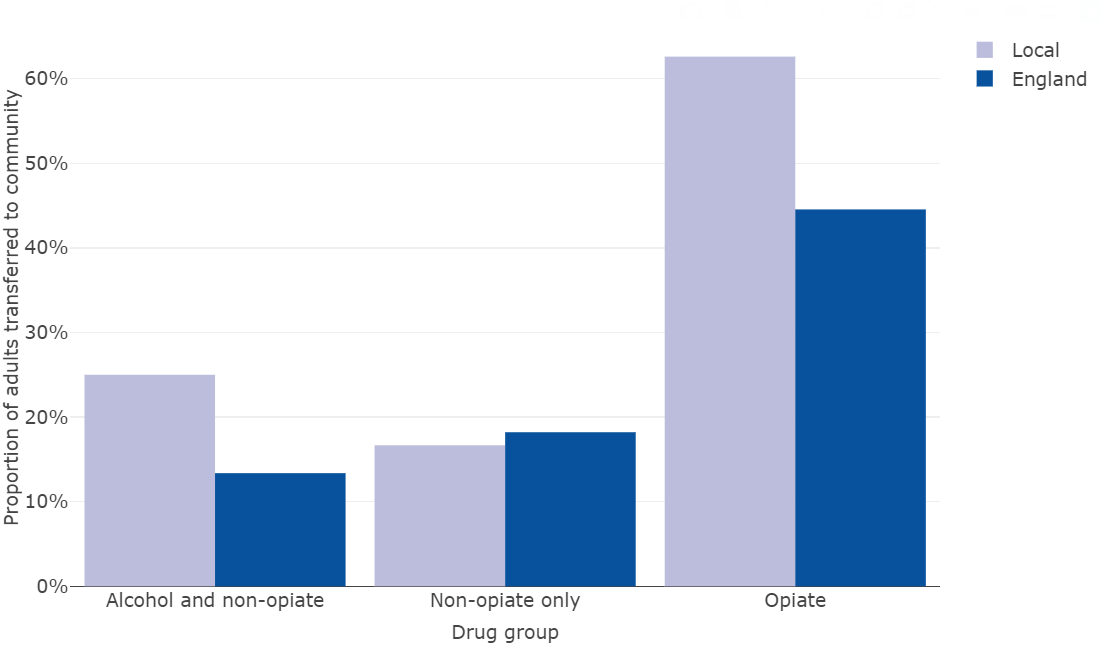 Local
England
Proportion of adults transferred to community
60%
50%
40%
30%
20%
10%
0%
Alcohol and non-opiate
Non-opiate only
Opiate
Drug group